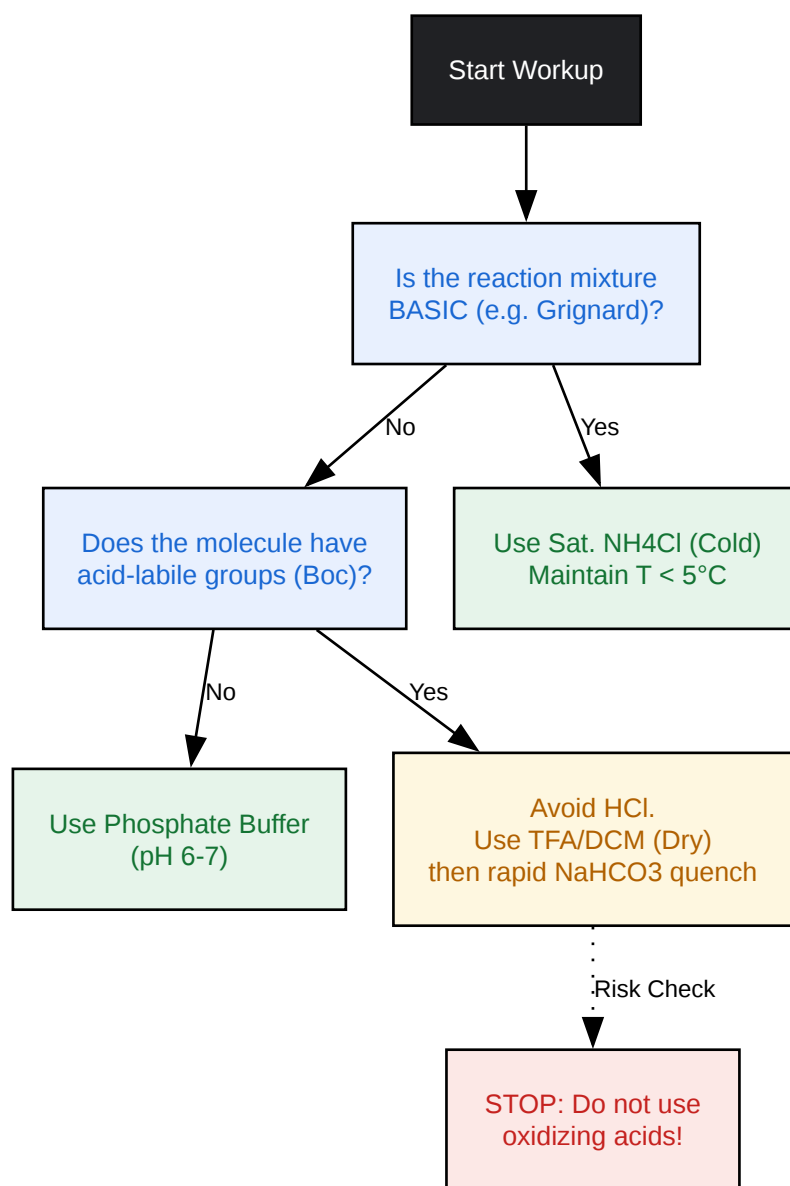 Start Workup
Is the reaction mixture
BASIC (e.g. Grignard)?
No
Yes
Does the molecule have
acid-labile groups (Boc)?
Use Sat. NH4Cl (Cold)
Maintain T < 5°C
No
Yes
Use Phosphate Buffer
(pH 6-7)
Avoid HCl.
Use TFA/DCM (Dry)
then rapid NaHCO3 quench
Risk Check
STOP: Do not use
oxidizing acids!